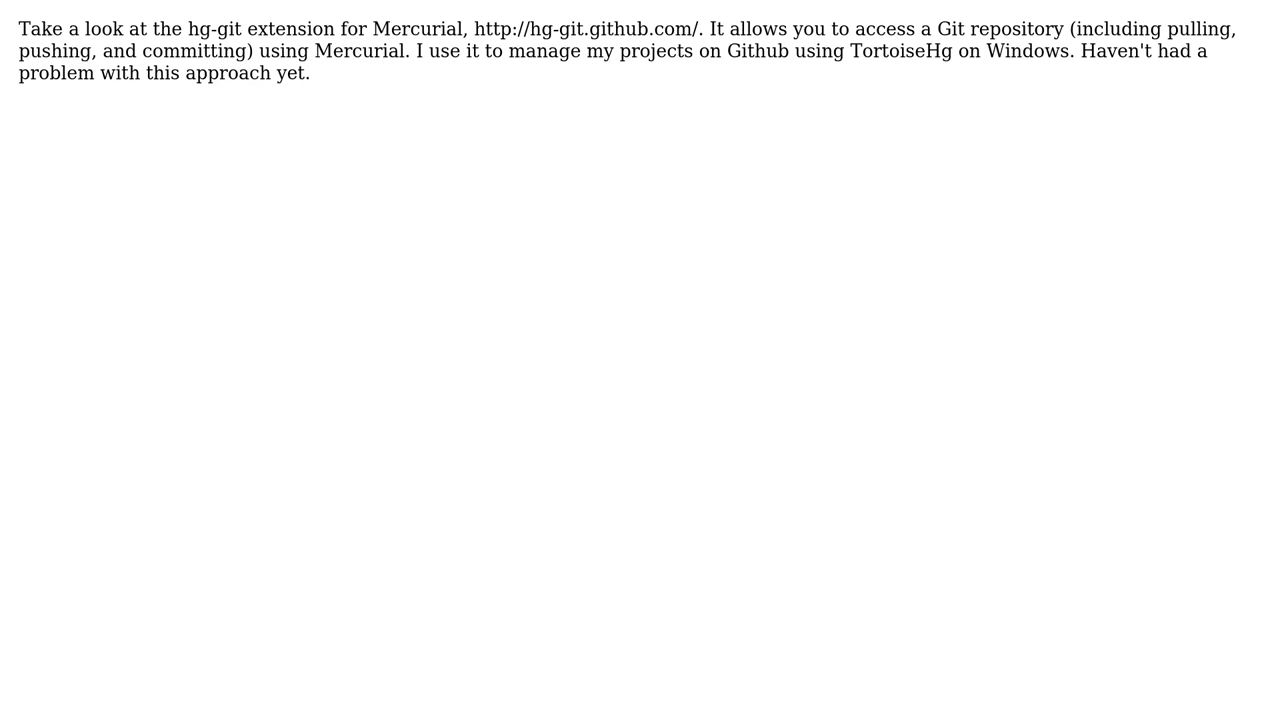 Take a look at the hg-git extension for Mercurial, http://hg-git.github.com/. It allows you to access a Git repository (including pulling,
pushing, and committing) using Mercurial. I use it to manage my projects on Github using TortoiseHg on Windows. Haven't had a
problem with this approach yet.